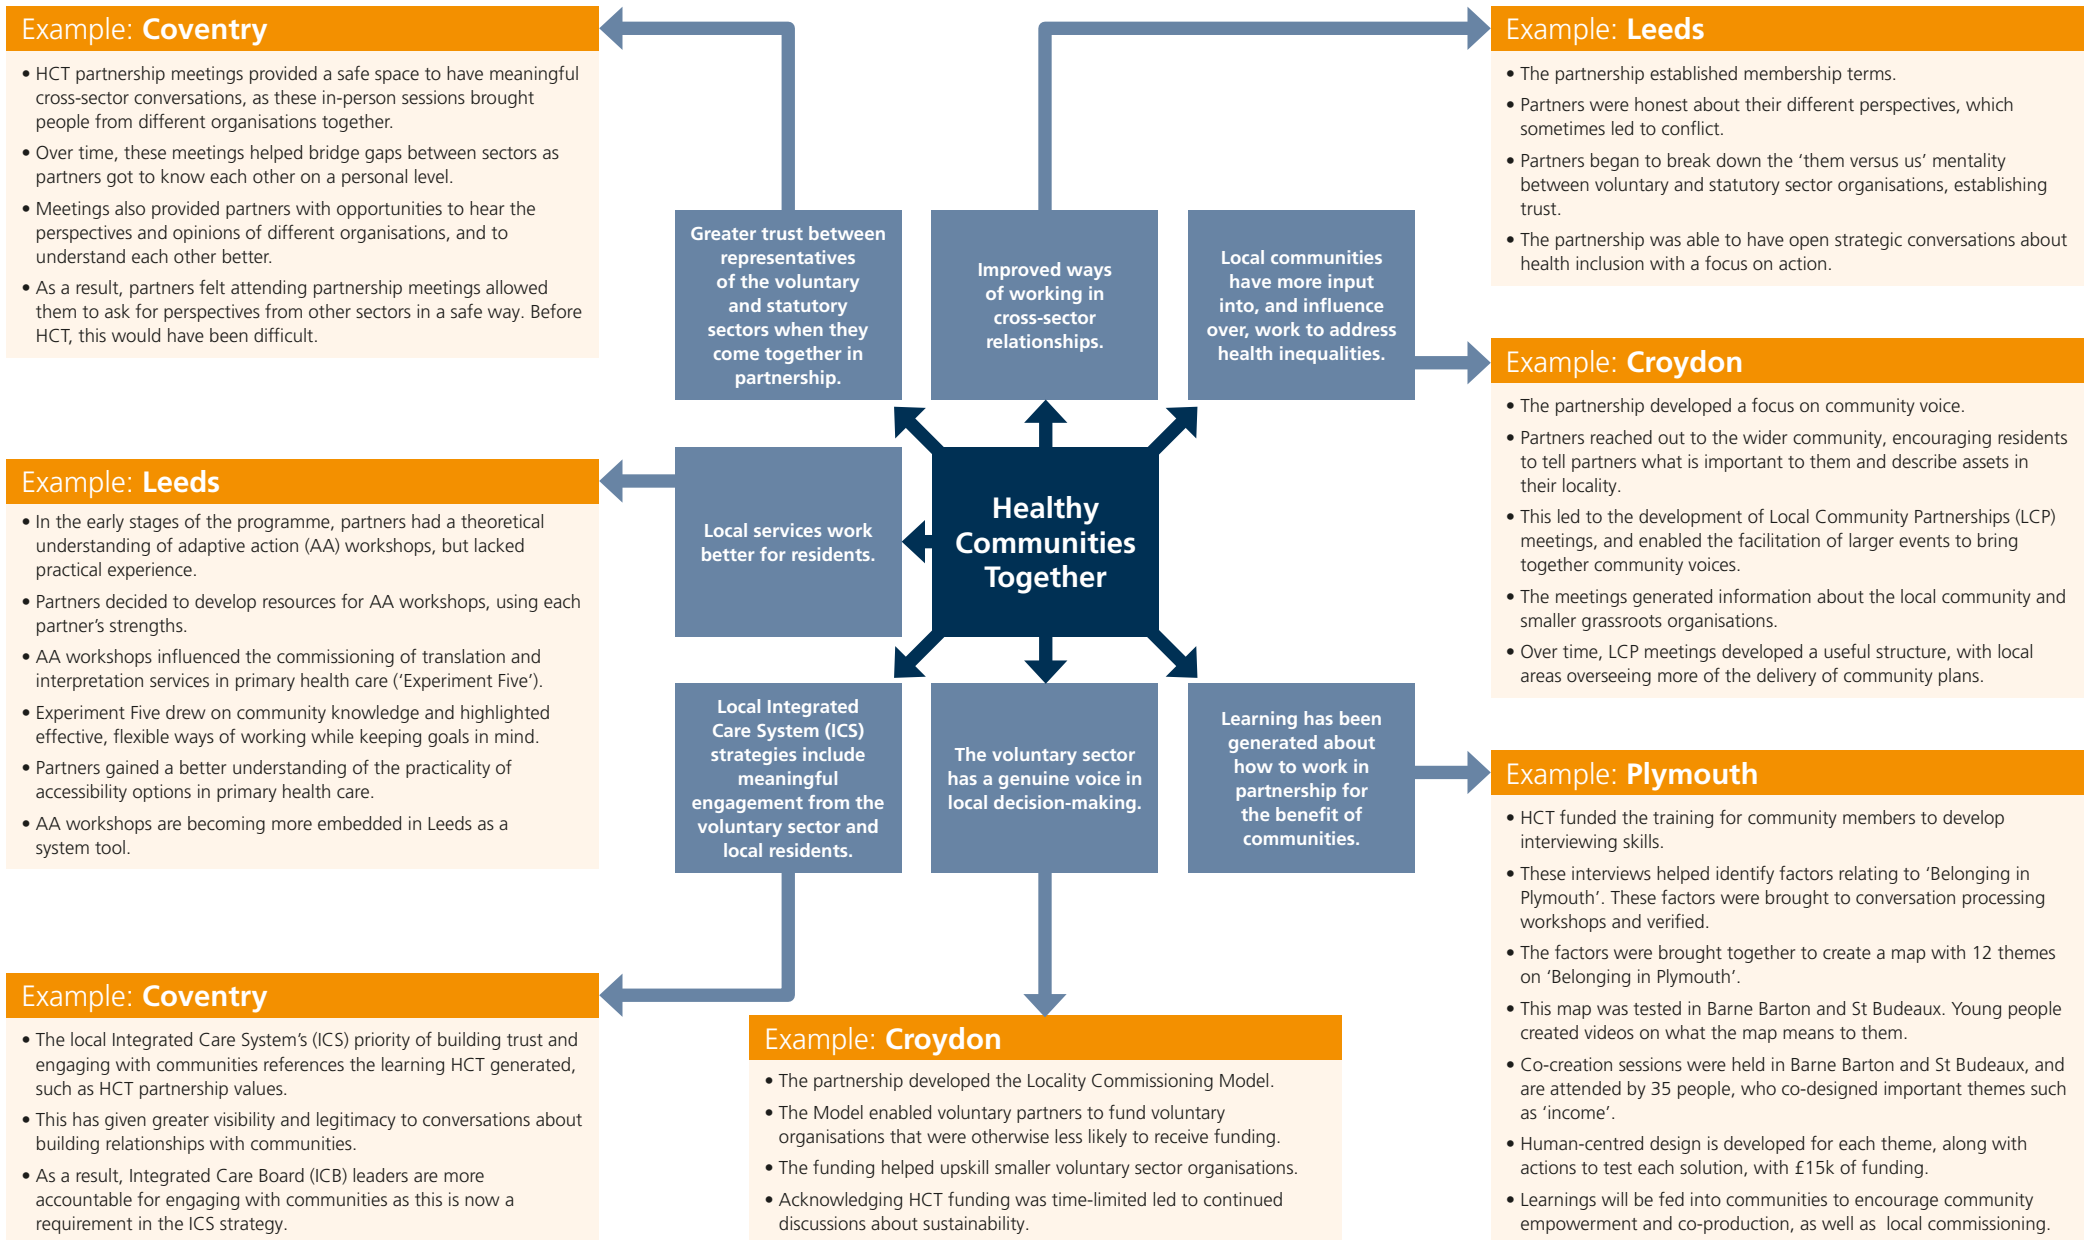 Example: Coventry
• HCT partnership meetings provided a safe space to have meaningful
cross-sector conversations, as these in-person sessions brought
people from different organisations together.
• Over time, these meetings helped bridge gaps between sectors as
partners got to know each other on a personal level.
• Meetings also provided partners with opportunities to hear the
perspectives and opinions of different organisations, and to
understand each other better.
• As a result, partners felt attending partnership meetings allowed
them to ask for perspectives from other sectors in a safe way. Before
HCT, this would have been difficult.
Example: Leeds
• The partnership established membership terms.
• Partners were honest about their different perspectives, which
sometimes led to conflict.
• Partners began to break down the ‘them versus us’ mentality
between voluntary and statutory sector organisations, establishing
trust.
• The partnership was able to have open strategic conversations about
health inclusion with a focus on action.
Greater trust between
representatives
of the voluntary
and statutory
sectors when they
come together in
partnership.
Improved ways
of working in
cross-sector
relationships.
Local communities
have more input
into, and influence
over, work to address
health inequalities.
Example: Croydon
• The partnership developed a focus on community voice.
• Partners reached out to the wider community, encouraging residents
to tell partners what is important to them and describe assets in
their locality.
• This led to the development of Local Community Partnerships (LCP)
meetings, and enabled the facilitation of larger events to bring
together community voices.
• The meetings generated information about the local community and
smaller grassroots organisations.
• Over time, LCP meetings developed a useful structure, with local
areas overseeing more of the delivery of community plans.
Example: Leeds
• In the early stages of the programme, partners had a theoretical
understanding of adaptive action (AA) workshops, but lacked
practical experience.
• Partners decided to develop resources for AA workshops, using each
partner’s strengths.
• AA workshops influenced the commissioning of translation and
interpretation services in primary health care (‘Experiment Five’).
• Experiment Five drew on community knowledge and highlighted
effective, flexible ways of working while keeping goals in mind.
• Partners gained a better understanding of the practicality of
accessibility options in primary health care.
• AA workshops are becoming more embedded in Leeds as a
system tool.
Local services work
better for residents.
Healthy
Communities
Together
Local Integrated
Care System (ICS)
strategies include
meaningful
engagement from the
voluntary sector and
local residents.
The voluntary sector
has a genuine voice in
local decision-making.
Learning has been
generated about
how to work in
partnership for
the benefit of
communities.
Example: Plymouth
• HCT funded the training for community members to develop
interviewing skills.
• These interviews helped identify factors relating to ‘Belonging in
Plymouth’. These factors were brought to conversation processing
workshops and verified.
• The factors were brought together to create a map with 12 themes
on ‘Belonging in Plymouth’.
• This map was tested in Barne Barton and St Budeaux. Young people
created videos on what the map means to them.
• Co-creation sessions were held in Barne Barton and St Budeaux, and
are attended by 35 people, who co-designed important themes such
as ‘income’.
• Human-centred design is developed for each theme, along with
actions to test each solution, with £15k of funding.
• Learnings will be fed into communities to encourage community
empowerment and co-production, as well as local commissioning.
Example: Coventry
• The local Integrated Care System’s (ICS) priority of building trust and
engaging with communities references the learning HCT generated,
such as HCT partnership values.
• This has given greater visibility and legitimacy to conversations about
building relationships with communities.
• As a result, Integrated Care Board (ICB) leaders are more
accountable for engaging with communities as this is now a
requirement in the ICS strategy.
Example: Croydon
• The partnership developed the Locality Commissioning Model.
• The Model enabled voluntary partners to fund voluntary
organisations that were otherwise less likely to receive funding.
• The funding helped upskill smaller voluntary sector organisations.
• Acknowledging HCT funding was time-limited led to continued
discussions about sustainability.